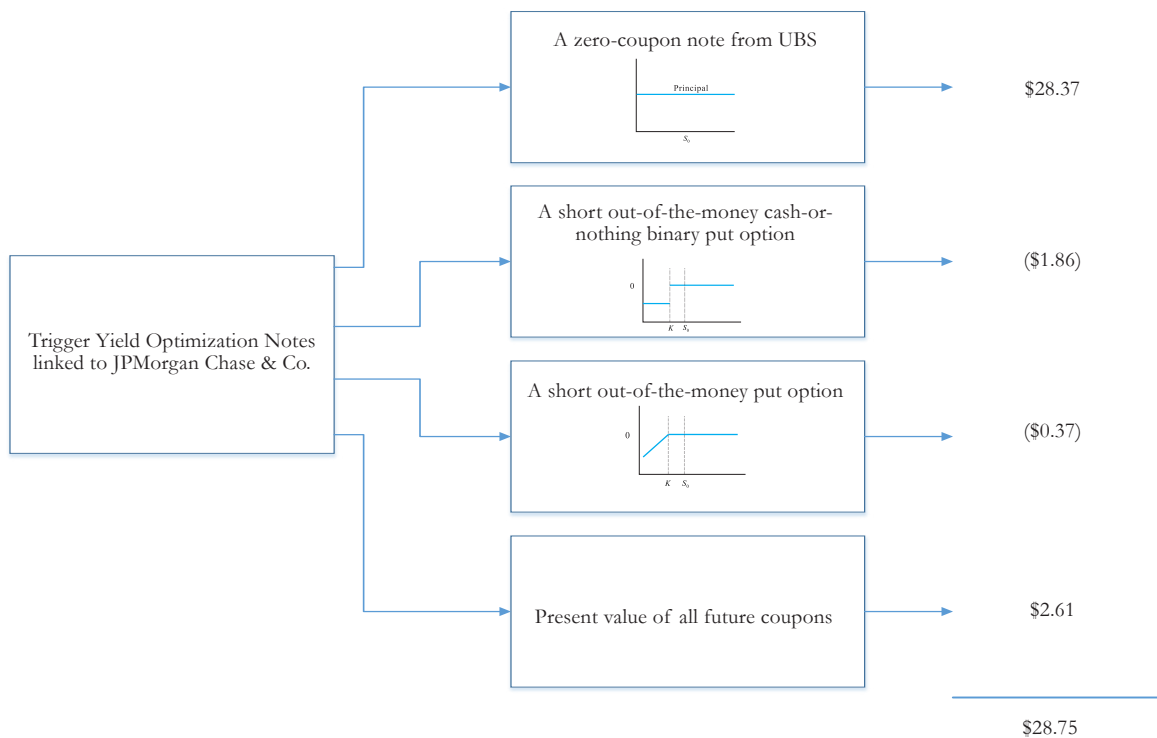 A zero-coupon note from UBS
Principal
S₀
$28.37
A short out-of-the-money cash-or-
nothing binary put option
0
K
S₀
($1.86)
Trigger Yield Optimization Notes
linked to JPMorgan Chase & Co.
A short out-of-the-money put option
0
K
S₀
($0.37)
Present value of all future coupons
$2.61
$28.75